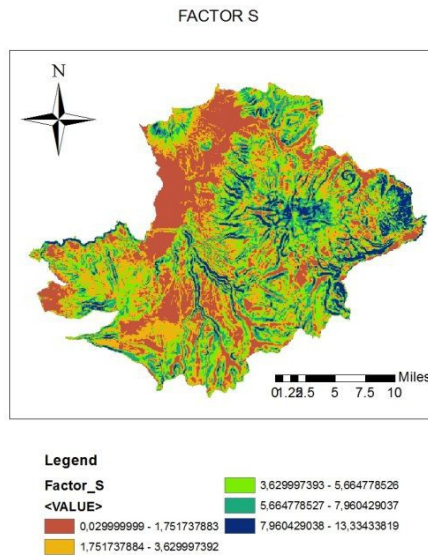 FACTOR S
N
Miles
0 1.25 2.5 5 7.5 10
Legend
Factor_S
<VALUE>
0,029999999 - 1,751737883
1,751737884 - 3,629997392
3,629997393 - 5,664778526
5,664778527 - 7,960429037
7,960429038 - 13,33433819